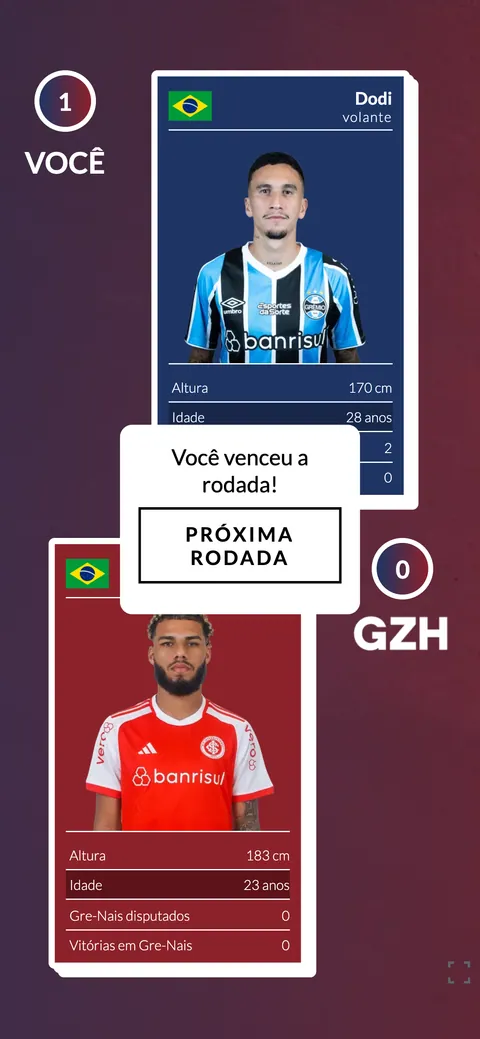 1
VOCÊ
Dodi
volante
umbro
esportes da Sorte
GRÊMIO
banrisul
Altura 170 cm
Idade 28 anos
2
0
Você venceu a
rodada!
PRÓXIMA
RODADA
0
GZH
banrisul
Altura 183 cm
Idade 23 anos
Gre-Nais disputados 0
Vitórias em Gre-Nais 0